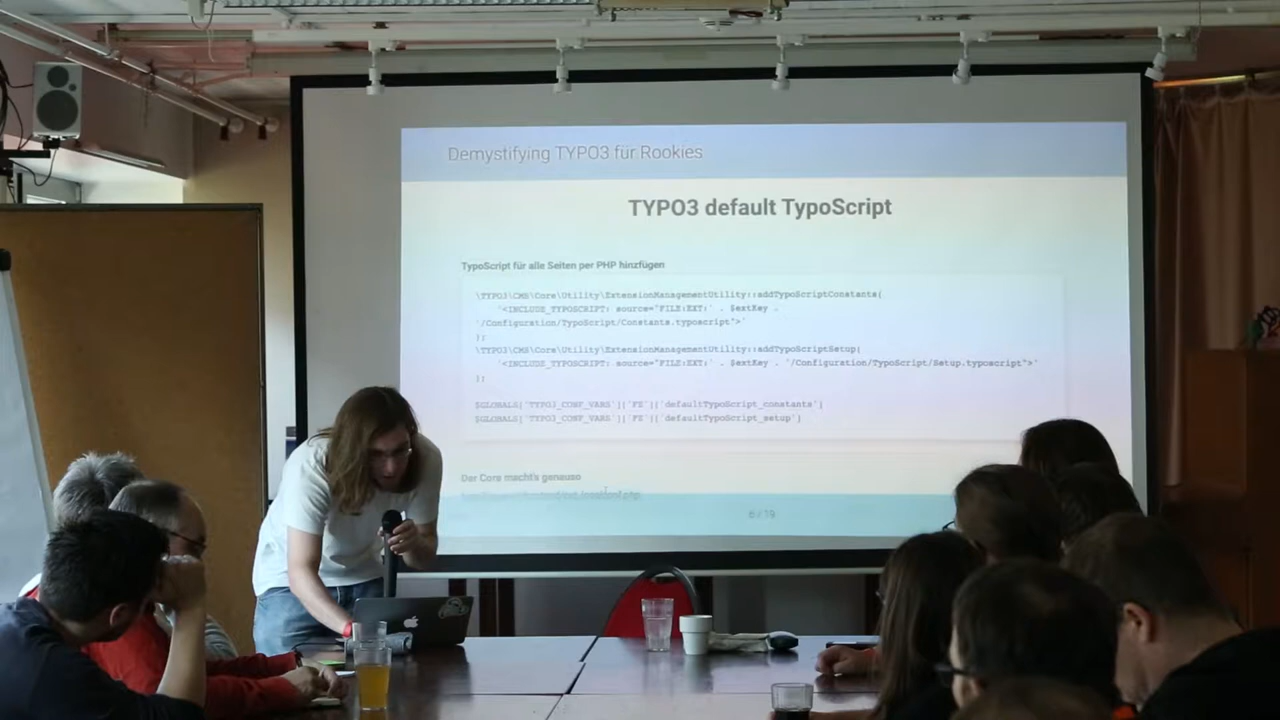 Demystifying TYPO3 für Rookies
TYPO3 default TypoScript
TypoScript für alle Seiten per PHP hinzufügen
\TYPO3\CMS\Core\Utility\ExtensionManagementUtility::addTypoScriptConstants(
'<INCLUDE_TYPOSCRIPT: source="FILE:EXT:' . $extKey .
'/Configuration/TypoScript/Constants.typoscript">'
);
\TYPO3\CMS\Core\Utility\ExtensionManagementUtility::addTypoScriptSetup(
'<INCLUDE_TYPOSCRIPT: source="FILE:EXT:' . $extKey . '/Configuration/TypoScript/Setup.typoscript">'
);
$GLOBALS['TYPO3_CONF_VARS']['FE']['defaultTypoScript_constants']
$GLOBALS['TYPO3_CONF_VARS']['FE']['defaultTypoScript_setup']
Der Core macht's genauso
6 / 19